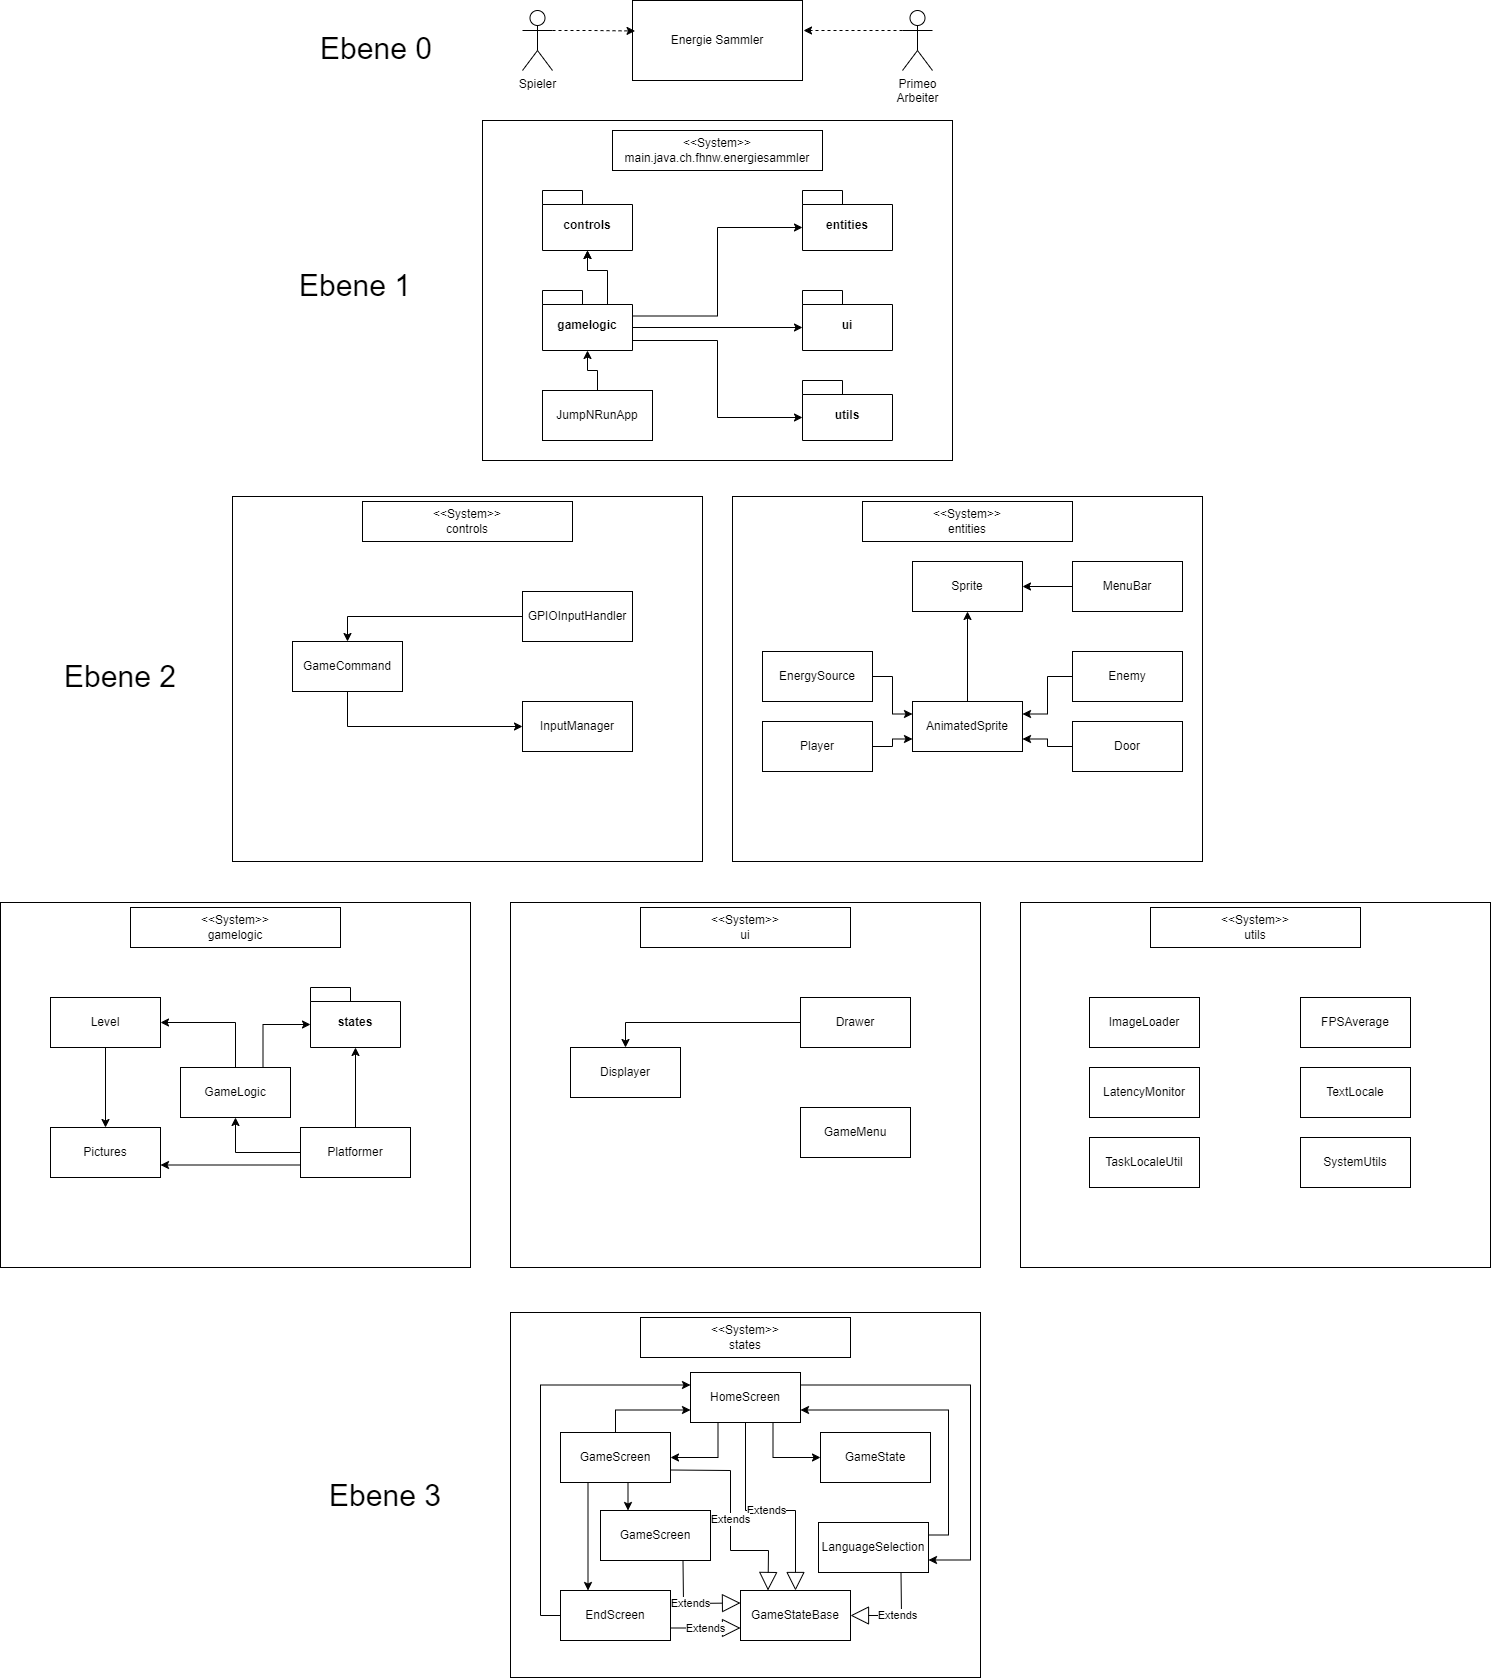 Ebene 0
Spieler
Energie Sammler
Primeo
Arbeiter
Ebene 1
<<System>>
main.java.ch.fhnw.energiesammler
controls
entities
gamelogic
ui
JumpNRunApp
utils
Ebene 2
<<System>>
controls
GPIOInputHandler
GameCommand
InputManager
<<System>>
entities
Sprite
MenuBar
EnergySource
Enemy
AnimatedSprite
Player
Door
<<System>>
gamelogic
Level
states
GameLogic
Pictures
Platformer
<<System>>
ui
Drawer
Displayer
GameMenu
<<System>>
utils
ImageLoader
FPSAverage
LatencyMonitor
TextLocale
TaskLocaleUtil
SystemUtils
Ebene 3
<<System>>
states
HomeScreen
GameScreen
GameState
Extends
Extends
GameScreen
LanguageSelection
Extends
EndScreen
GameStateBase
Extends
Extends